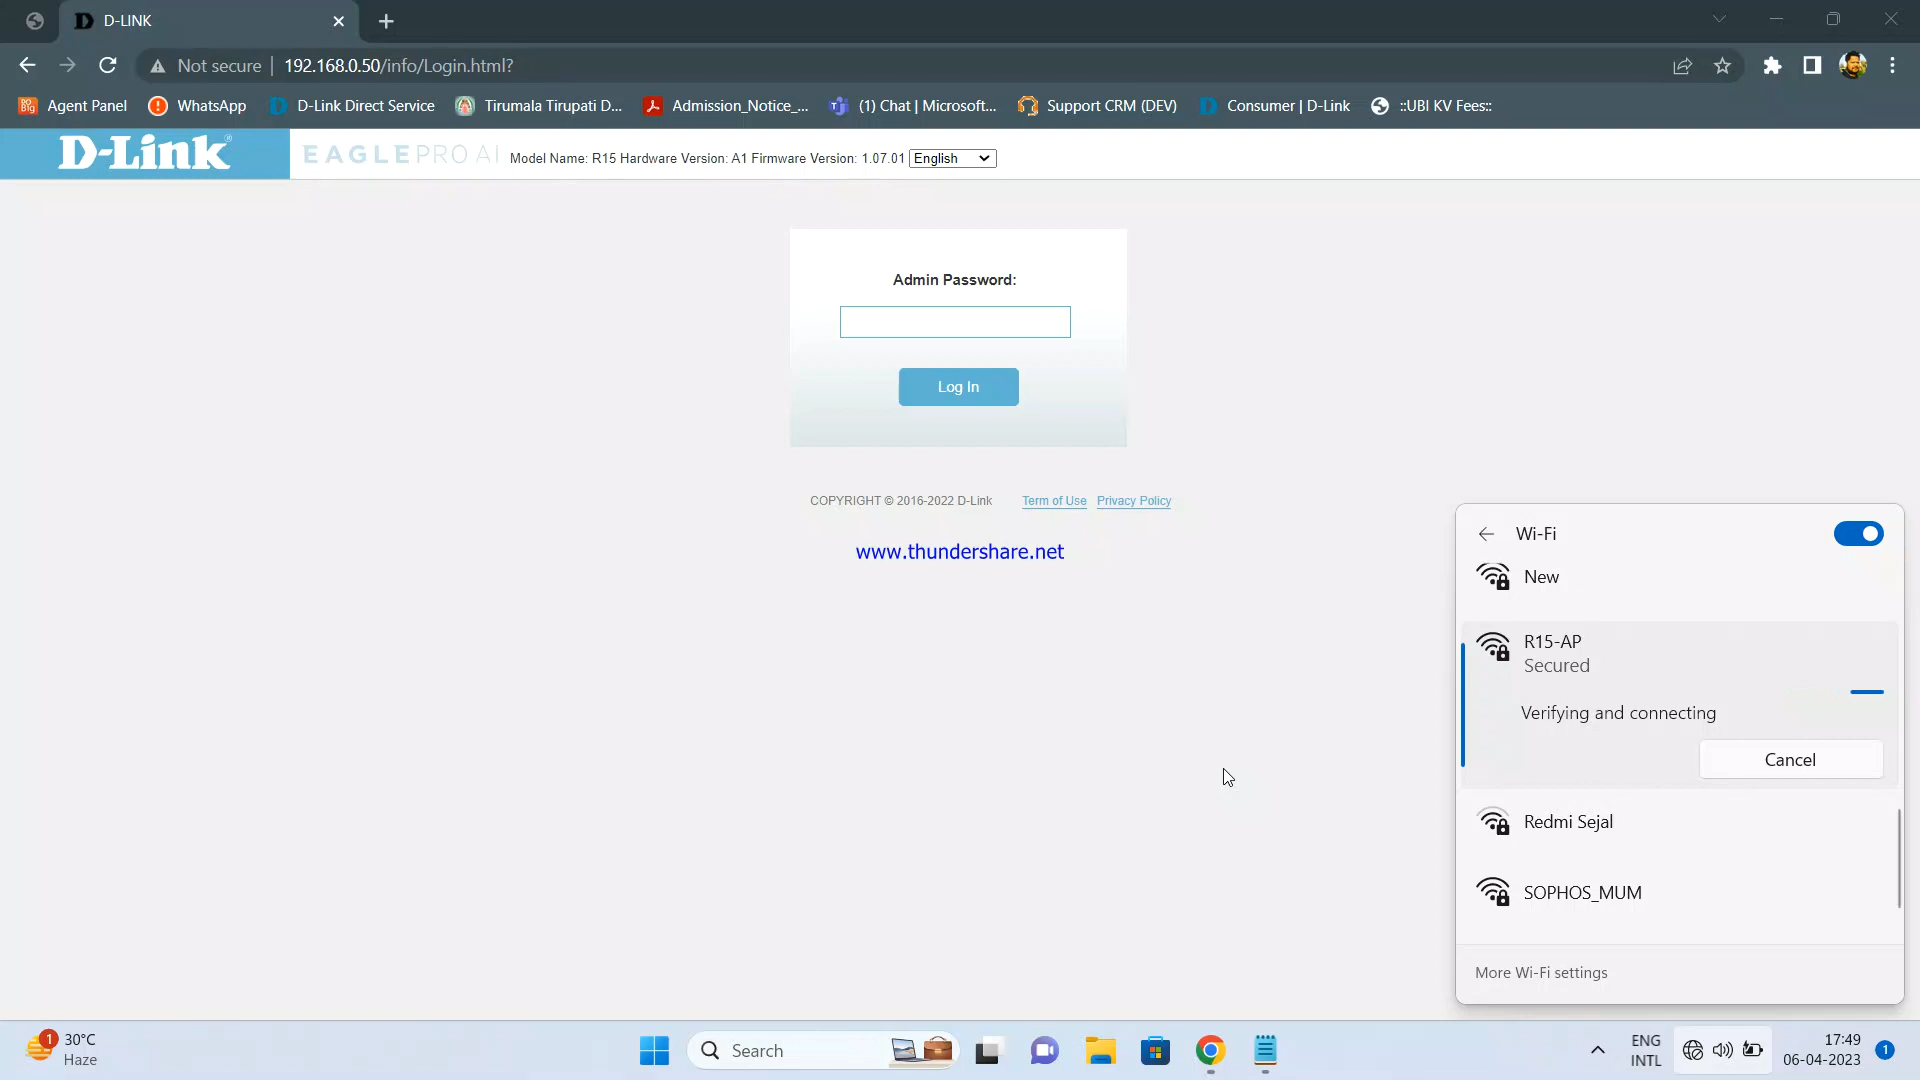 D-LINK
Not secure | 192.168.0.50/info/Login.html?
Agent Panel WhatsApp D-Link Direct Service Tirumala Tirupati D... Admission_Notice_... (1) Chat | Microsoft... Support CRM (DEV) Consumer | D-Link ::UBI KV Fees::
D-Link® EAGLE PRO AI Model Name: R15 Hardware Version: A1 Firmware Version: 1.07.01 English
Admin Password:
Log In
COPYRIGHT © 2016-2022 D-Link Term of Use Privacy Policy
www.thundershare.net
Wi-Fi
New
R15-AP
Secured
Verifying and connecting
Cancel
Redmi Sejal
SOPHOS_MUM
More Wi-Fi settings
1 30°C
Haze
Search
ENG
INTL
17:49
06-04-2023
1